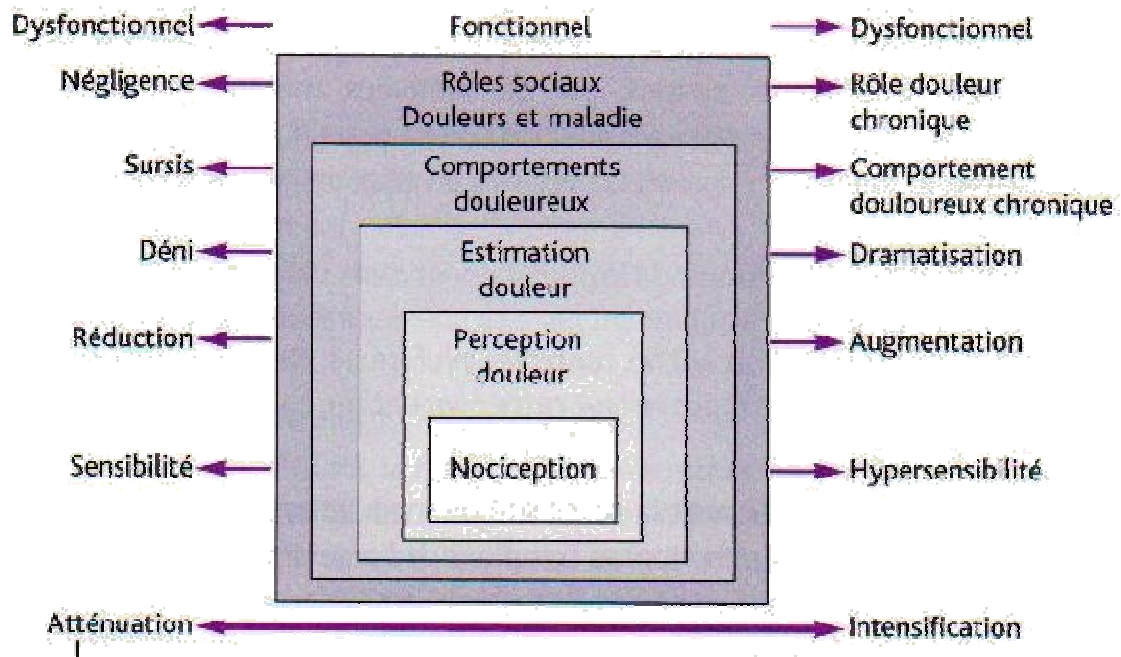 Dysfonctionnel Fonctionnel Dysfonctionnel
Négligence Rôles sociaux Rôle douleur
Douleurs et maladie chronique
Sursis Comportements Comportement
douleureux douloureux chronique
Déni Estimation Dramatisation
douleur
Réduction Perception Augmentation
douleur
Sensibilité Nociception Hypersensibilité
Atténuation Intensification